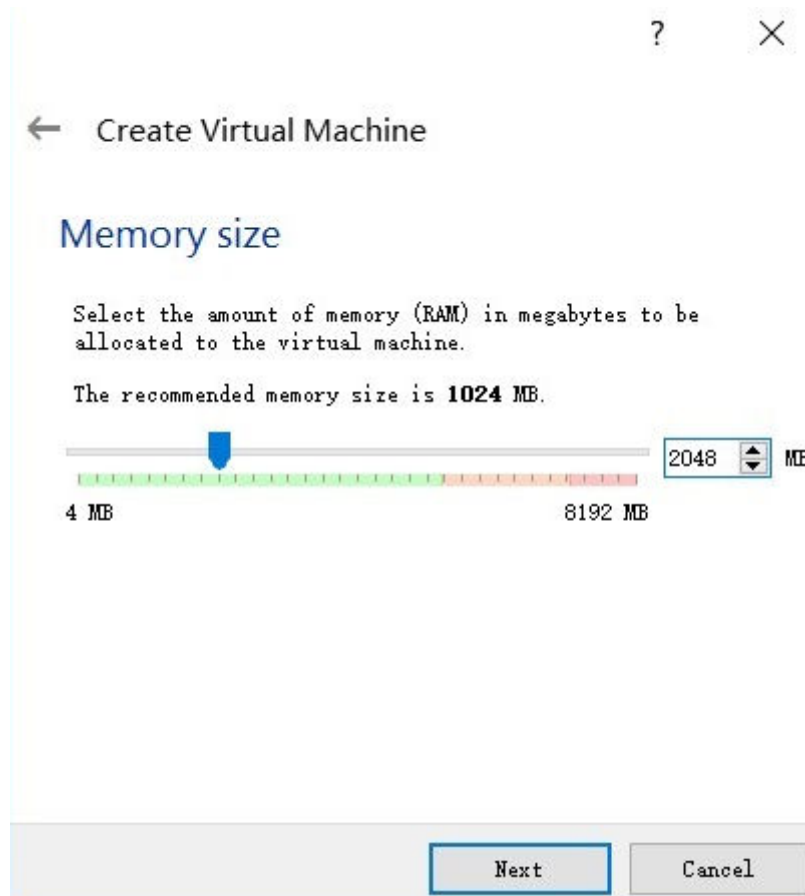 ?
Create Virtual Machine
Memory size
Select the amount of memory (RAM) in megabytes to be
allocated to the virtual machine.
The recommended memory size is 1024 MB.
2048 MB
4 MB 8192 MB
Next Cancel